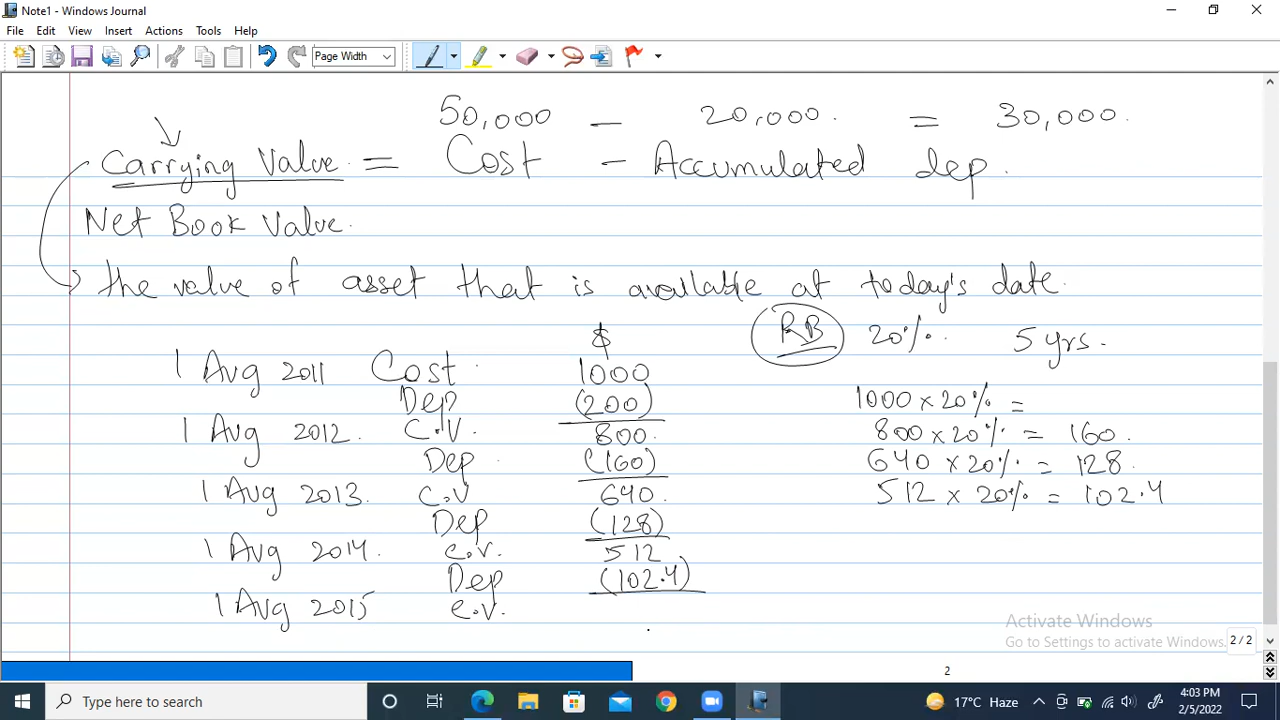 Note1 - Windows Journal
File Edit View Insert Actions Tools Help
Page Width
50,000 - 20,000. = 30,000.
Carrying Value. = Cost - Accumulated dep.
Net Book Value.
the value of asset that is available at today's date.
$ RB 20%. 5 yrs.
1 Aug 2011 Cost. 1000
Dep (200) 1000 x 20% =
1 Aug 2012. C.V. 800. 800 x 20% = 160.
Dep (160) 640 x 20% = 128.
1 Aug 2013. C.V 640. 512 x 20% = 102.4
Dep (128)
1 Aug 2014. C.V. 512
Dep (102.4)
1 Aug 2015 C.V.
Activate Windows
Go to Settings to activate Windows. 2 / 2
2
Type here to search
17°C Haze
4:03 PM
2/5/2022